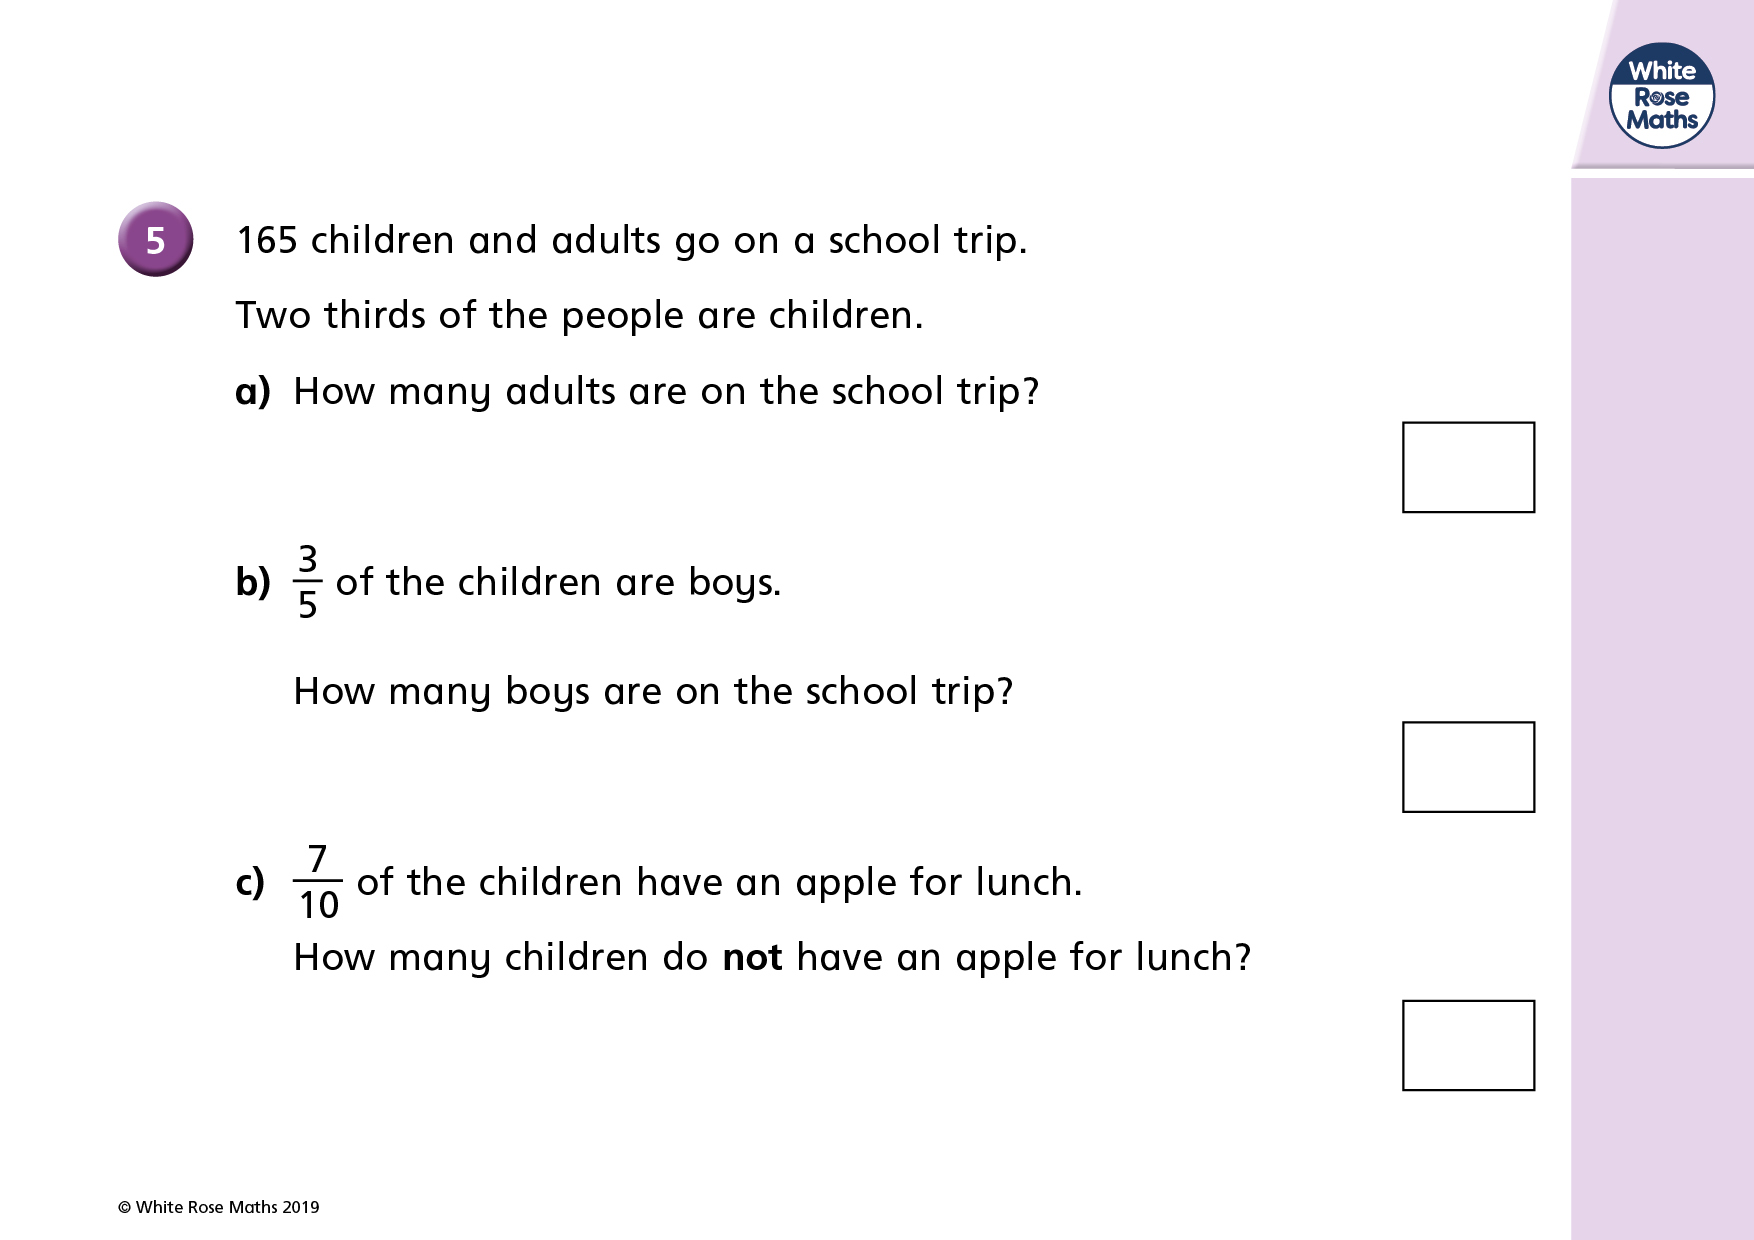 White
Rose
Maths
5 165 children and adults go on a school trip.
Two thirds of the people are children.
a) How many adults are on the school trip?
b) 3/5 of the children are boys.
How many boys are on the school trip?
c) 7/10 of the children have an apple for lunch.
How many children do not have an apple for lunch?
© White Rose Maths 2019